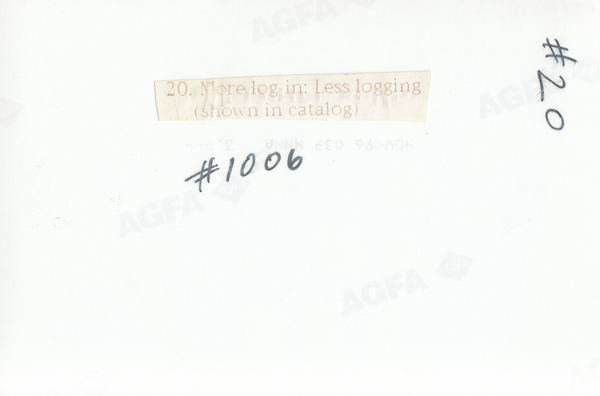 20. More log-in: Less logging
(shown in catalog)
#20
#1006
AGFA
AGFA
AGFA
AGFA